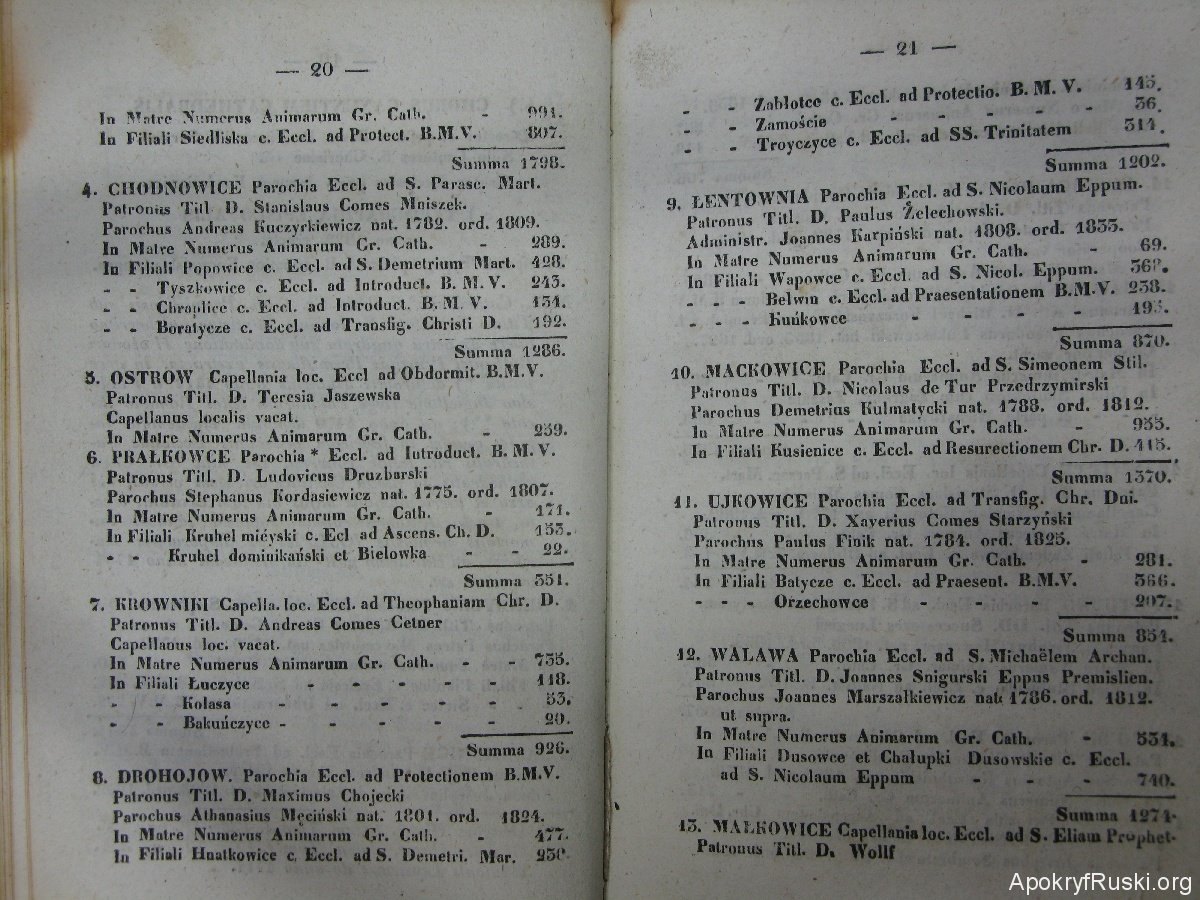 — 20 —
In Matre Numerus Animarum Gr. Cath. - 991.
In Filiali Siedliska c. Eccl. ad Protect. B.M.V. 807.
Summa 1798.
4. CHODNOWICE Parochia Eccl. ad S. Parasc. Mart.
Patronus Titl D. Stanislaus Comes Mniszek.
Parochus Andreas Kuczyrkiewicz nat. 1782. ord. 1809.
In Matre Numerus Animarum Gr. Cath. - 289.
In Filiali Popowice c. Eccl. ad S. Demetrium Mart. 428.
- - Tyszkowice c. Eccl. ad Introduct. B. M. V. 243.
- - Chraplice c. Eccl. ad Introduct. B. M. V. 134.
- - Boratycze c. Eccl. ad Transfig. Christi D. 192.
Summa 1286.
5. OSTROW Capellania loc. Eccl ad Obdormit. B.M.V.
Patronus Titl. D. Teresia Jaszewska
Capellanus localis vacat.
In Matre Numerus Animarum Gr. Cath. - 259.
6. PRAŁKOWCE Parochia * Eccl. ad Introduct. B. M. V.
Patronus Titl. D. Ludovicus Druzbarski
Parochus Stephanus Kordasiewicz nat. 1775. ord. 1807.
In Matre Numerus Animarum Gr. Cath. - 171.
In Filiali Kruhel mićyski c. Ecl ad Ascens. Ch. D. 153.
- - Kruhel dominikański et Bielowka - - 22.
Summa 351.
7. KROWNIKI Capella. loc. Eccl. ad Theophaniam Chr. D.
Patronus Titl. D. Andreas Comes Cetner
Capellanus loc. vacat.
In Matre Numerus Animarum Gr. Cath. - - 735.
In Filiali Łuczyce - - - - - 118.
- - Kolasa - - - - - - 53.
- - Bakuńczyce - - - - - - 20.
Summa 926.
8. DROHOJOW. Parochia Eccl. ad Protectionem B.M.V.
Patronus Titl. D. Maximus Chojecki
Parochus Athanasius Męciński nat. 1801. ord. 1824.
In Matre Numerus Animarum Gr. Cath. - 477.
In Filiali Hnatkowice c. Eccl. ad S. Demetri. Mar. 230.
— 21 —
- - Zabłotce c. Eccl. ad Protectio. B. M. V. 145.
- - Zamoście - - - - - 36.
- - Troyczyce c. Eccl. ad SS. Trinitatem 314.
Summa 1202.
9. ŁENTOWNIA Parochia Eccl. ad S. Nicolaum Eppum.
Patronus Titl. D. Paulus Żelechowski.
Administr. Joannes Karpiński nat. 1808. ord. 1833.
In Matre Numerus Animarum Gr. Cath. - 69.
In Filiali Wapowce c. Eccl. ad S. Nicol. Eppum. 368.
- - - Belwin c. Eccl. ad Praesentationem B.M.V. 238.
- - - Kuńkowce - - - - 195.
Summa 870.
10. MACKOWICE Parochia Eccl. ad S. Simeonem Stil.
Patronus Titl. D. Nicolaus de Tur Przedrzymirski
Parochus Demetrius Kulmatycki nat. 1788. ord. 1812.
In Matre Numerus Animarum Gr. Cath. - 955.
In Filiali Kusienice c. Eccl. ad Resurectionem Chr. D. 415.
Summa 1370.
11. UJKOWICE Parochia Eccl. ad Transfig. Chr. Dni.
Patronus Titl. D. Xaverius Comes Starzyński
Parochus Paulus Finik nat. 1784. ord. 1825.
In Matre Numerus Animarum Gr. Cath. - 281.
In Filiali Batycze c. Eccl. ad Praesent. B.M.V. 366.
- - - Orzechowce - - - - 207.
Summa 854.
12. WALAWA Parochia Eccl. ad S. Michaëlem Archan.
Patronus Titl. D. Joannes Snigurski Eppus Premislien.
Parochus Joannes Marszałkiewicz nat. 1786. ord. 1812.
ut supra.
In Matre Numerus Animarum Gr. Cath. - 534.
In Filiali Dusowce et Chałupki Dusowskie c. Eccl.
ad S. Nicolaum Eppum - - - - 740.
Summa 1274.
13. MAŁKOWICE Capellania loc. Eccl. ad S. Eliam Prophet.
Patronus Titl. D. Wollf
ApokryfRuski.org